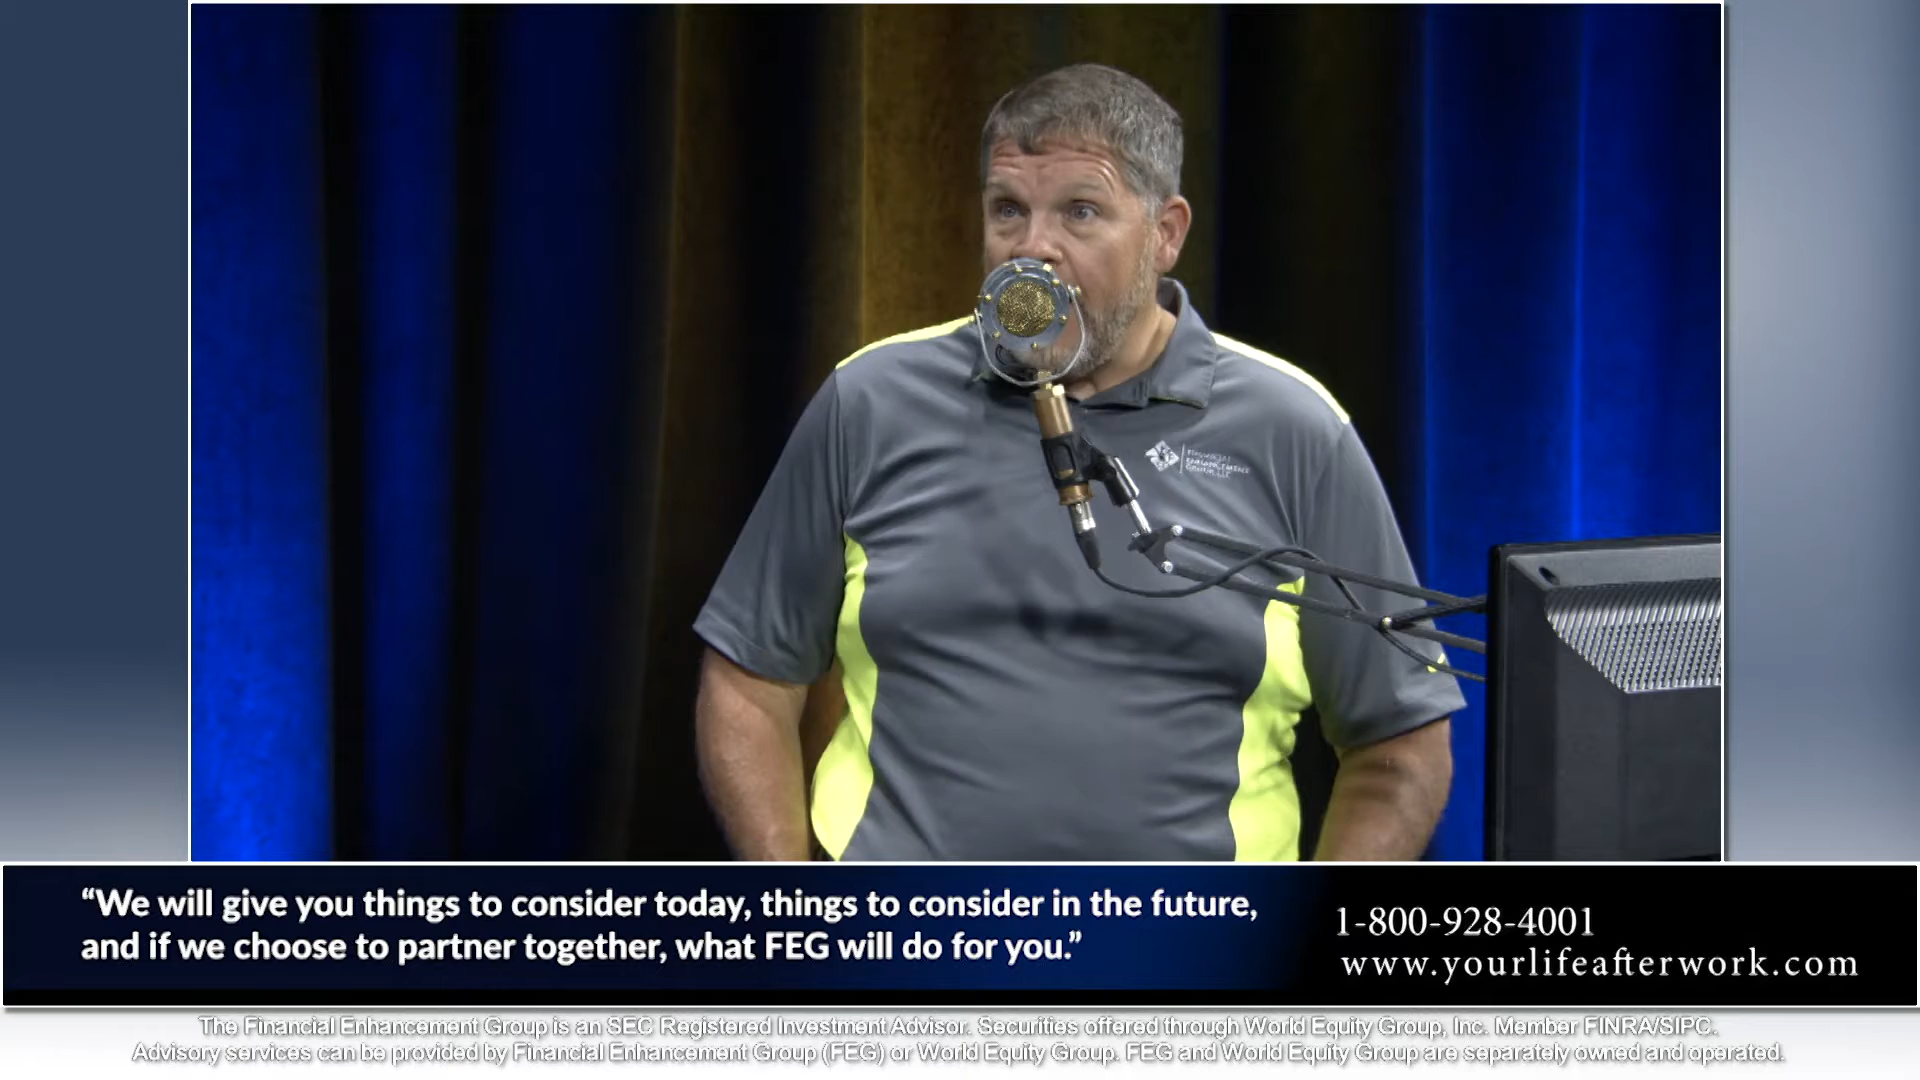 FINANCIAL
ENHANCEMENT
GROUP, LLC
“We will give you things to consider today, things to consider in the future,
and if we choose to partner together, what FEG will do for you.”
1-800-928-4001
www.yourlifeafterwork.com
The Financial Enhancement Group is an SEC Registered Investment Advisor. Securities offered through World Equity Group, Inc. Member FINRA/SIPC.
Advisory services can be provided by Financial Enhancement Group (FEG) or World Equity Group. FEG and World Equity Group are separately owned and operated.